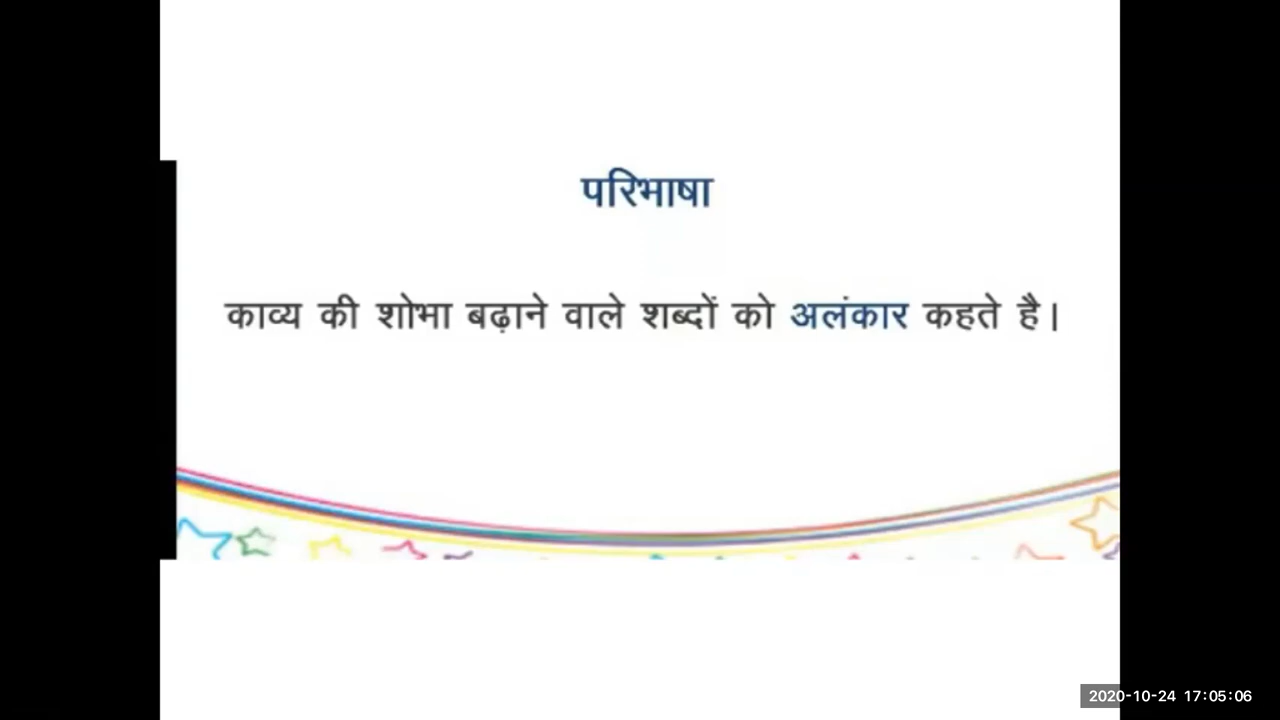 परिभाषा
काव्य की शोभा बढ़ाने वाले शब्दों को अलंकार कहते है।
2020-10-24 17:05:06